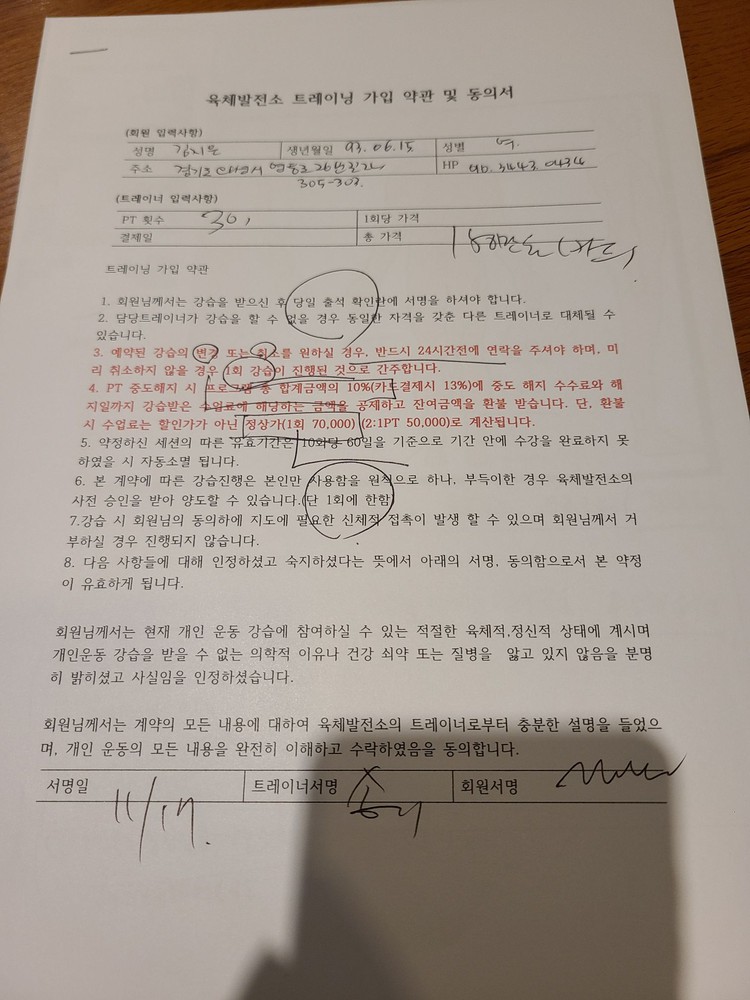 육체발전소 트레이닝 가입 약관 및 동의서
(회원 입력사항)
성명 김지은 생년월일 93.06.15 성별 여
주소 경기도 영통로26번길 HP
305-303.
(트레이너 입력사항)
PT 횟수 30, 1회당 가격
결제일 총 가격
트레이닝 가입 약관
1. 회원님께서는 강습을 받으신 후 당일 출석 확인란에 서명을 하셔야 합니다.
2. 담당트레이너가 강습을 할 수 없을 경우 동일한 자격을 갖춘 다른 트레이너로 대체될 수
있습니다.
3. 예약된 강습의 변경 또는 취소를 원하실 경우, 반드시 24시간전에 연락을 주셔야 하며, 미
리 취소하지 않을 경우 1회 강습이 진행된 것으로 간주합니다.
4. PT 중도해지 시 프로그램 총 합계금액의 10%(카드결제시 13%)에 중도 해지 수수료와 해
지일까지 강습받은 수업료에 해당하는 금액을 공제하고 잔여금액을 환불 받습니다. 단, 환불
시 수업료는 할인가가 아닌 정상가(1회 70,000) (2:1PT 50,000)로 계산됩니다.
5. 약정하신 세션의 따른 유효기간은 10회당 60일을 기준으로 기간 안에 수강을 완료하지 못
하였을 시 자동소멸 됩니다.
6. 본 계약에 따른 강습진행은 본인만 사용함을 원칙으로 하나, 부득이한 경우 육체발전소의
사전 승인을 받아 양도할 수 있습니다.(단 1회에 한함)
7.강습 시 회원님의 동의하에 지도에 필요한 신체적 접촉이 발생 할 수 있으며 회원님께서 거
부하실 경우 진행되지 않습니다.
8. 다음 사항들에 대해 인정하셨고 숙지하셨다는 뜻에서 아래의 서명, 동의함으로서 본 약정
이 유효하게 됩니다.
회원님께서는 현재 개인 운동 강습에 참여하실 수 있는 적절한 육체적,정신적 상태에 계시며
개인운동 강습을 받을 수 없는 의학적 이유나 건강 쇠약 또는 질병을 앓고 있지 않음을 분명
히 밝히셨고 사실임을 인정하셨습니다.
회원님께서는 계약의 모든 내용에 대하여 육체발전소의 트레이너로부터 충분한 설명을 들었으
며, 개인 운동의 모든 내용을 완전히 이해하고 수락하였음을 동의합니다.
서명일 트레이너서명 회원서명
11/17.